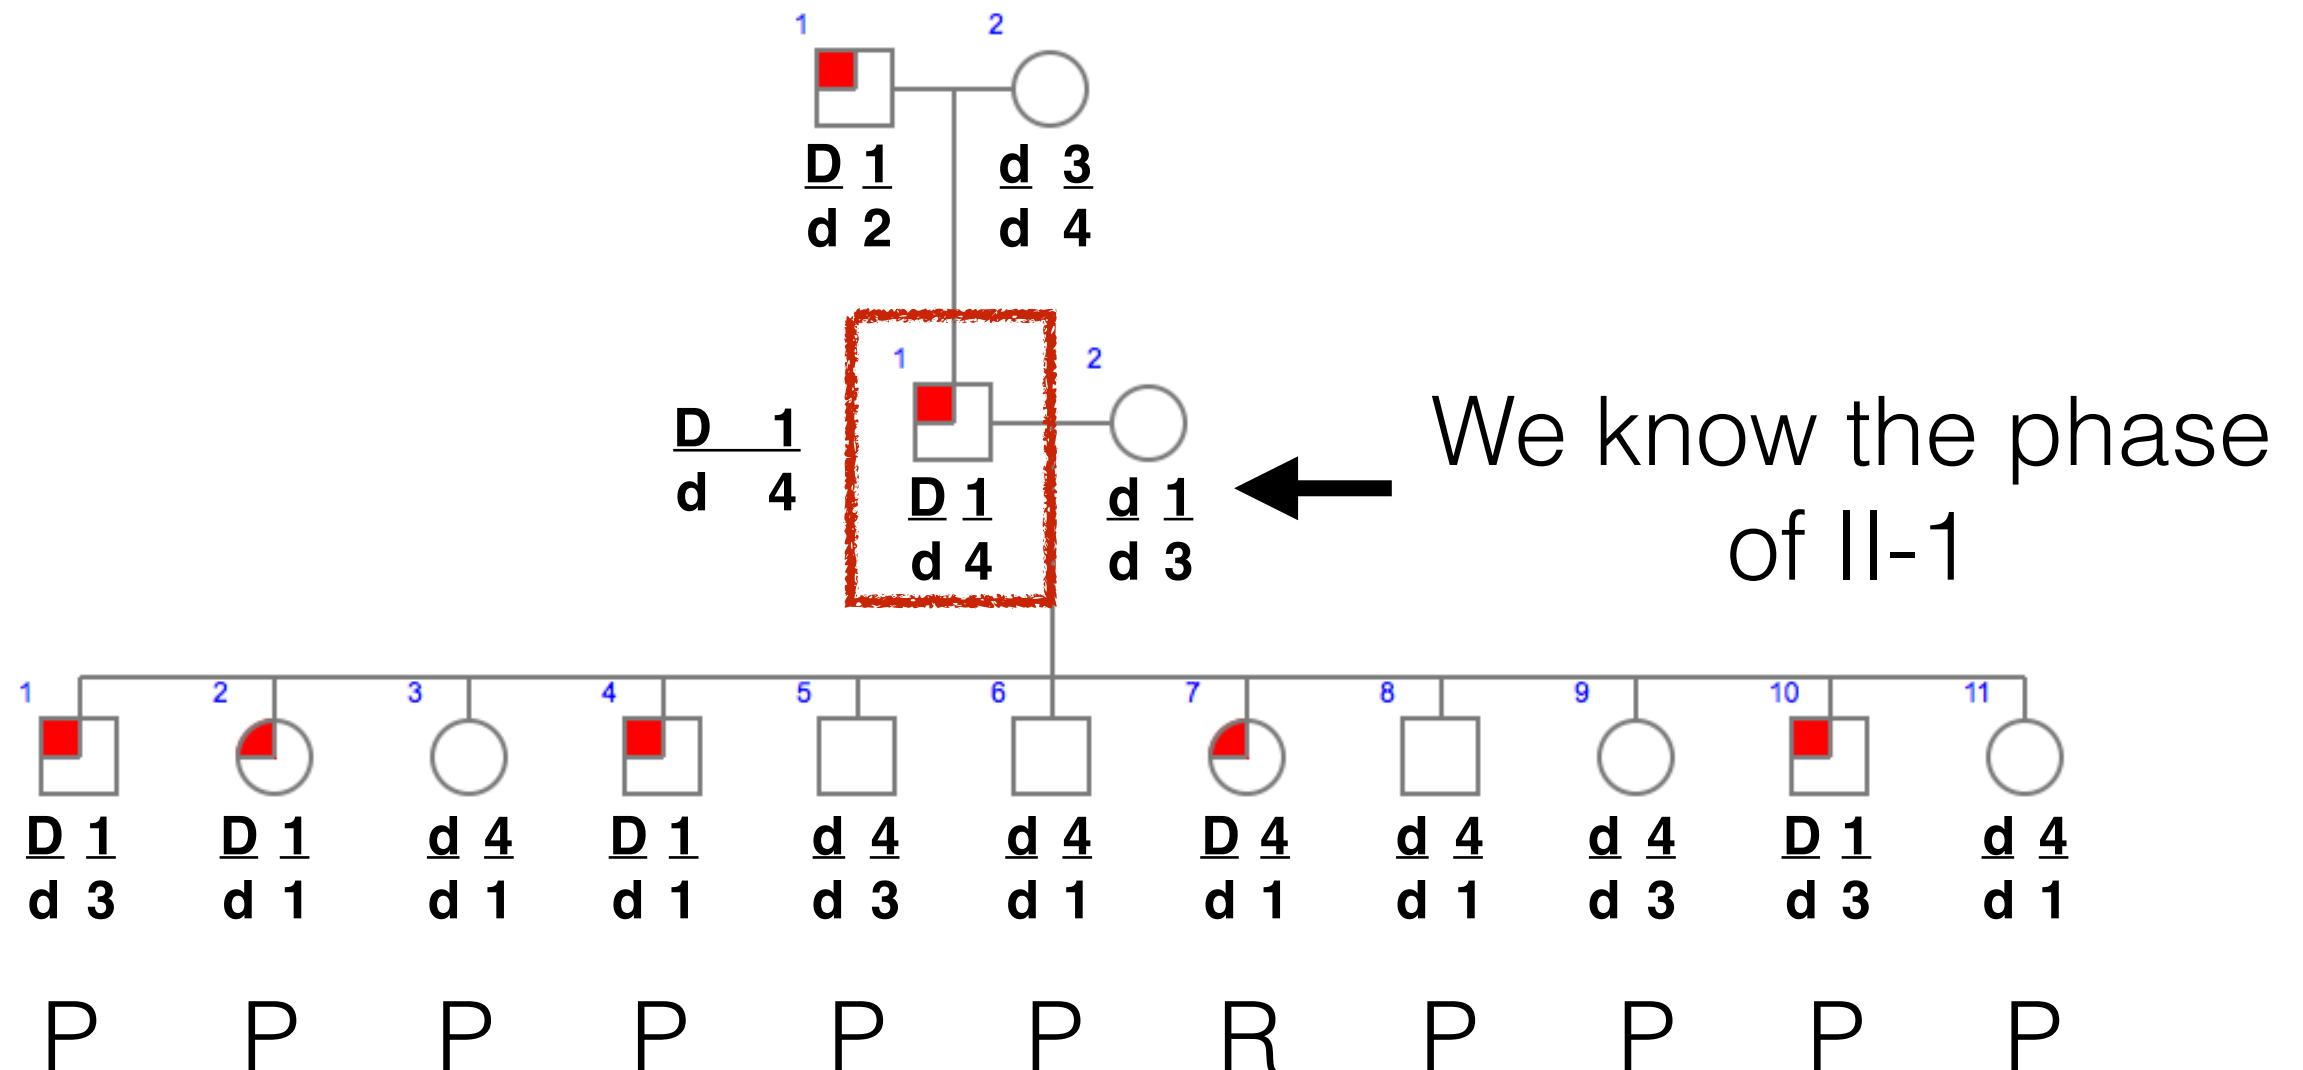 1 2
D 1 d 3
d 2 d 4
1 2
D 1
d 4
D 1 d 1
d 4 d 3
We know the phase
of II-1
1 2 3 4 5 6 7 8 9 10 11
D 1 D 1 d 4 D 1 d 4 d 4 D 4 d 4 d 4 D 1 d 4
d 3 d 1 d 1 d 1 d 3 d 1 d 1 d 1 d 3 d 3 d 1
P P P P P P R P P P P